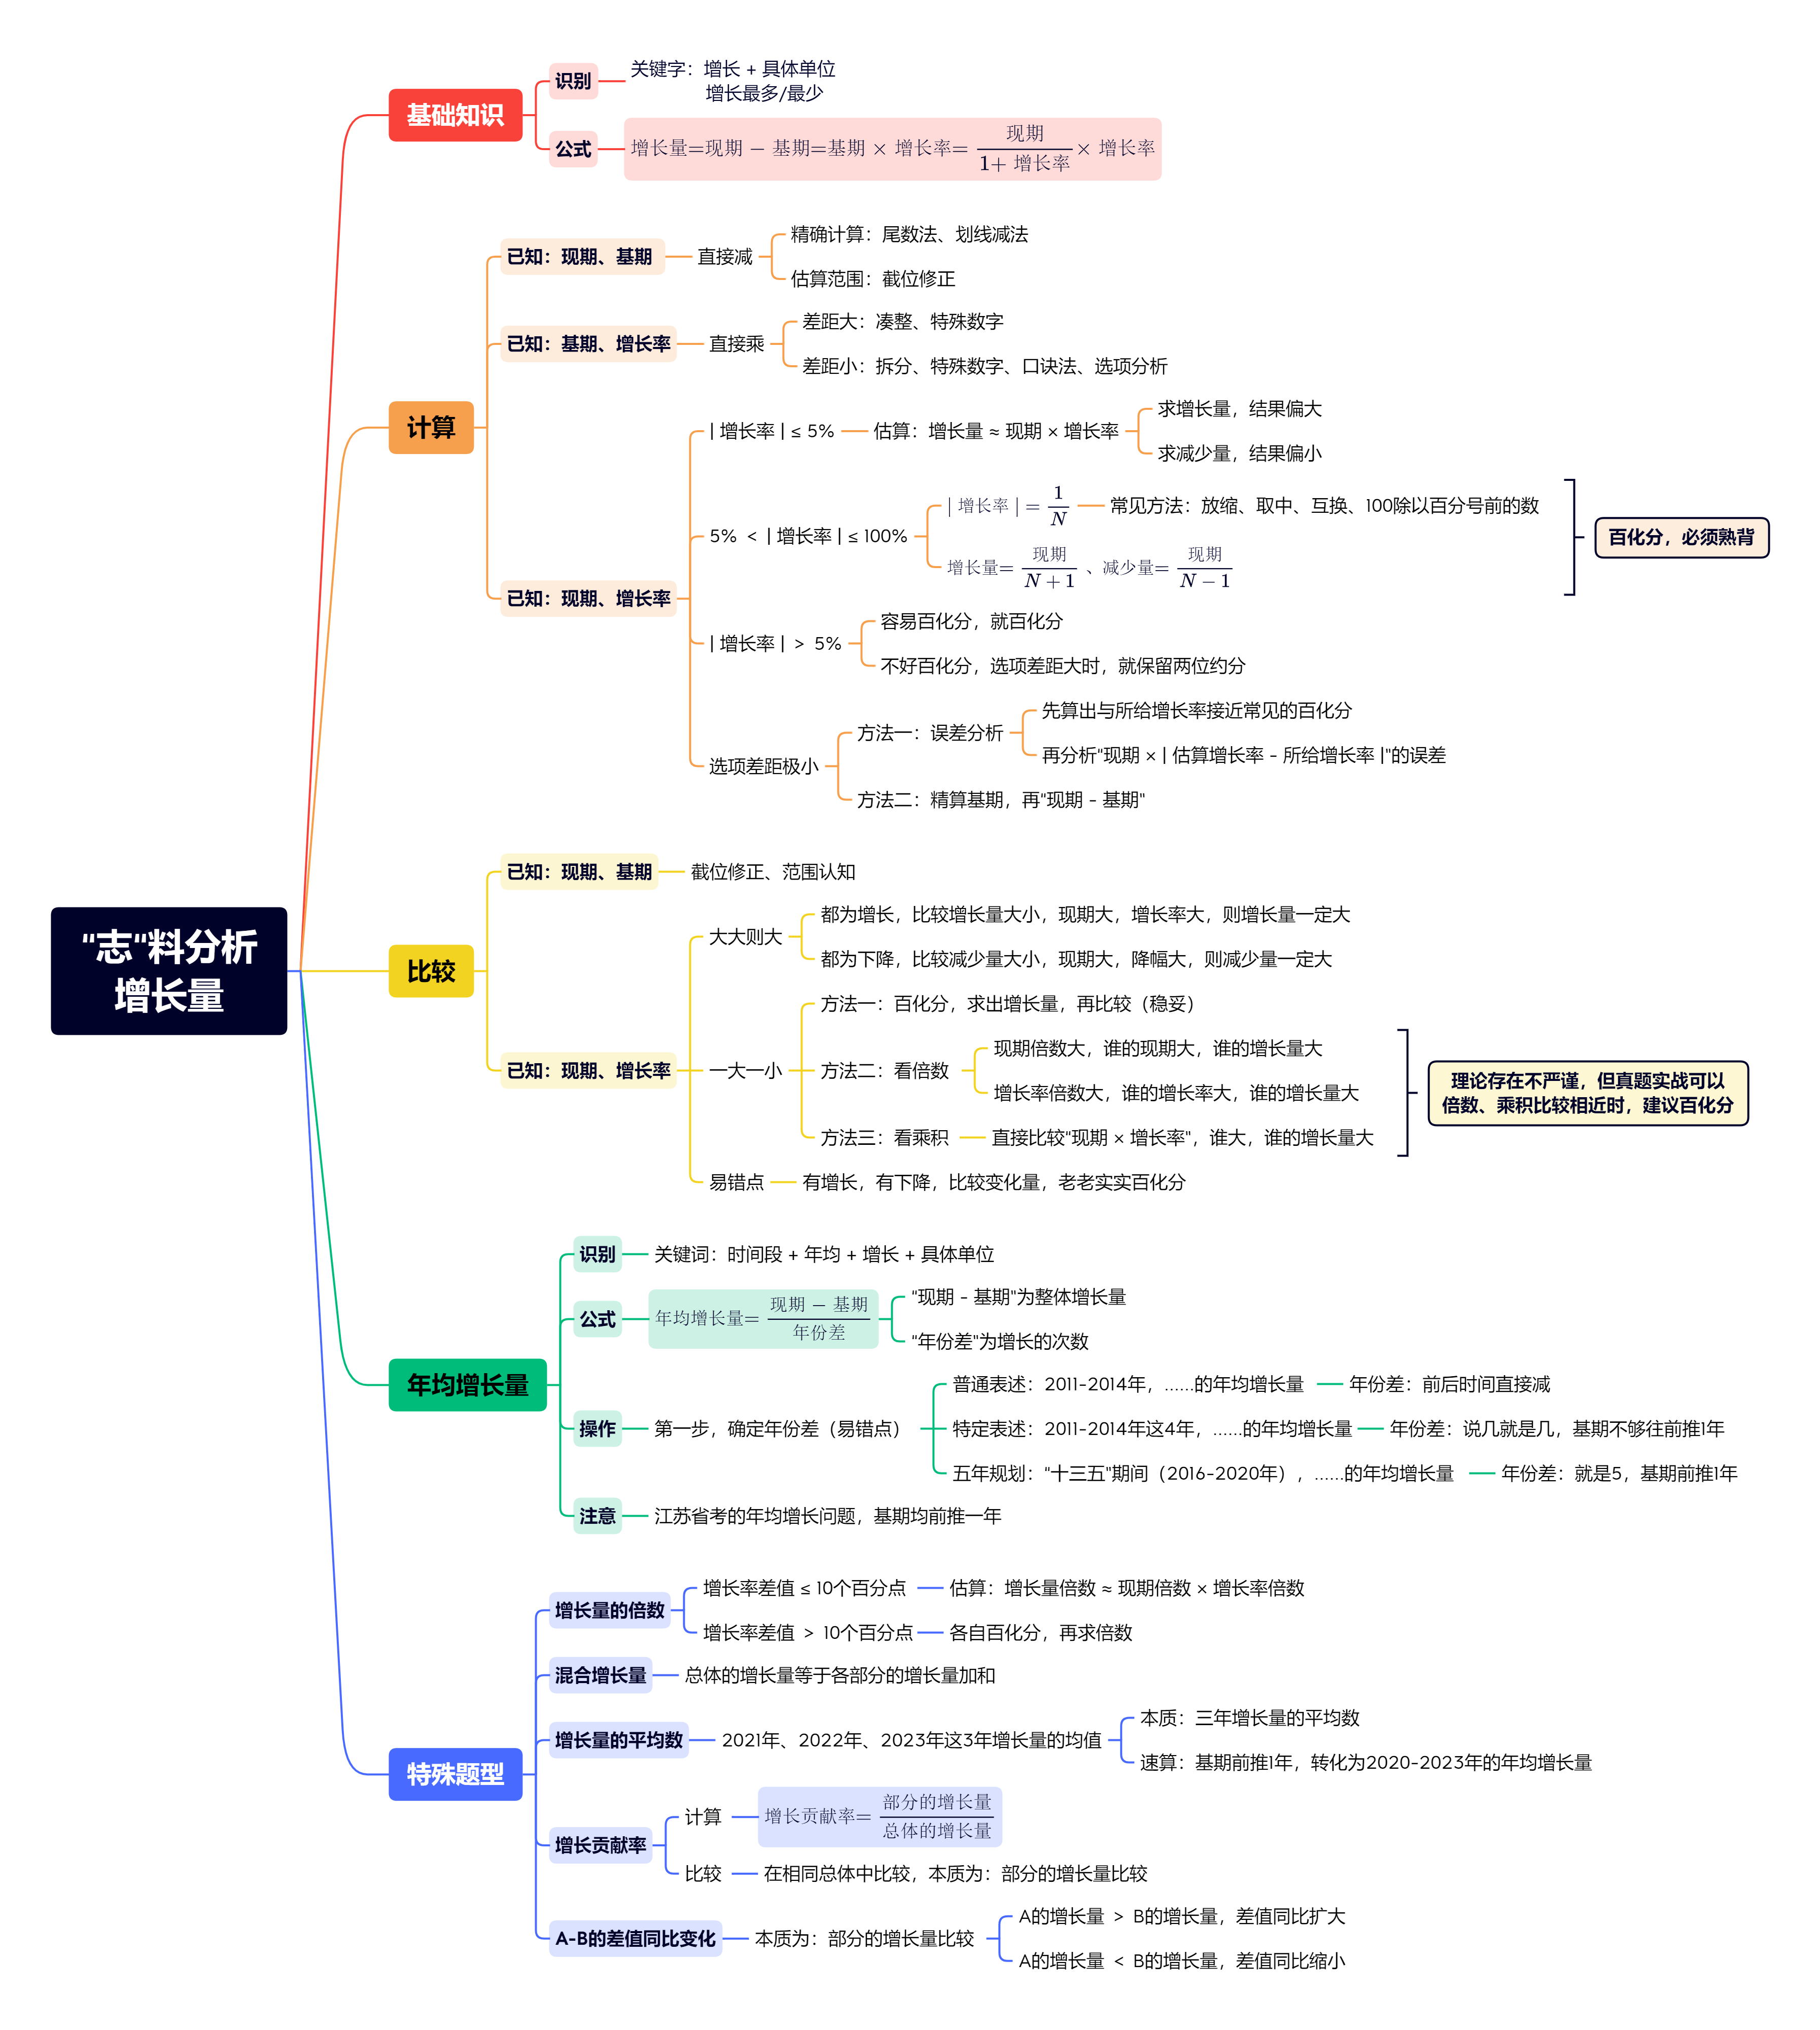 "志"料分析
增长量
基础知识
识别
关键字：增长 + 具体单位
增长最多/最少
公式
增长量=现期 − 基期=基期 × 增长率= 现期/(1+ 增长率) × 增长率
计算
已知：现期、基期
直接减
精确计算：尾数法、划线减法
估算范围：截位修正
已知：基期、增长率
直接乘
差距大：凑整、特殊数字
差距小：拆分、特殊数字、口诀法、选项分析
已知：现期、增长率
| 增长率 | ≤ 5%
估算：增长量 ≈ 现期 × 增长率
求增长量，结果偏大
求减少量，结果偏小
5% < | 增长率 | ≤ 100%
| 增长率 | = 1/N
常见方法：放缩、取中、互换、100除以百分号前的数
增长量= 现期/(N + 1) 、减少量= 现期/(N − 1)
百化分，必须熟背
| 增长率 | > 5%
容易百化分，就百化分
不好百化分，选项差距大时，就保留两位约分
选项差距极小
方法一：误差分析
先算出与所给增长率接近常见的百化分
再分析"现期 × | 估算增长率 - 所给增长率 |"的误差
方法二：精算基期，再"现期 - 基期"
比较
已知：现期、基期
截位修正、范围认知
已知：现期、增长率
大大则大
都为增长，比较增长量大小，现期大，增长率大，则增长量一定大
都为下降，比较减少量大小，现期大，降幅大，则减少量一定大
一大一小
方法一：百化分，求出增长量，再比较（稳妥）
方法二：看倍数
现期倍数大，谁的现期大，谁的增长量大
增长率倍数大，谁的增长率大，谁的增长量大
方法三：看乘积
直接比较"现期 × 增长率"，谁大，谁的增长量大
理论存在不严谨，但真题实战可以
倍数、乘积比较相近时，建议百化分
易错点
有增长，有下降，比较变化量，老老实实百化分
年均增长量
识别
关键词：时间段 + 年均 + 增长 + 具体单位
公式
年均增长量= (现期 − 基期)/年份差
"现期 - 基期"为整体增长量
"年份差"为增长的次数
操作
第一步，确定年份差（易错点）
普通表述：2011-2014年，......的年均增长量
年份差：前后时间直接减
特定表述：2011-2014年这4年，......的年均增长量
年份差：说几就是几，基期不够往前推1年
五年规划："十三五"期间（2016-2020年），......的年均增长量
年份差：就是5，基期前推1年
注意
江苏省考的年均增长问题，基期均前推一年
特殊题型
增长量的倍数
增长率差值 ≤ 10个百分点
估算：增长量倍数 ≈ 现期倍数 × 增长率倍数
增长率差值 > 10个百分点
各自百化分，再求倍数
混合增长量
总体的增长量等于各部分的增长量加和
增长量的平均数
2021年、2022年、2023年这3年增长量的均值
本质：三年增长量的平均数
速算：基期前推1年，转化为2020-2023年的年均增长量
增长贡献率
计算
增长贡献率= 部分的增长量/总体的增长量
比较
在相同总体中比较，本质为：部分的增长量比较
A-B的差值同比变化
本质为：部分的增长量比较
A的增长量 > B的增长量，差值同比扩大
A的增长量 < B的增长量，差值同比缩小